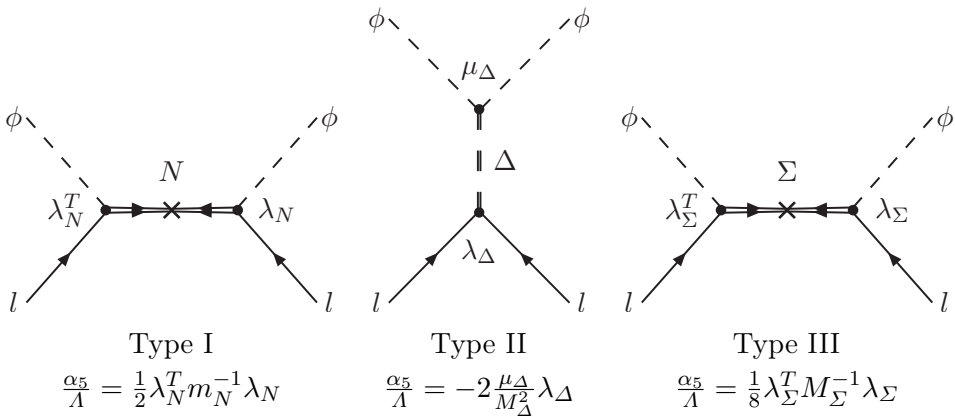 ϕ ϕ ϕ ϕ ϕ ϕ
μ_Δ
N Δ Σ
λ_N^T λ_N λ_Δ λ_Σ^T λ_Σ
l l l l l l
Type I Type II Type III
α_5/Λ = 1/2 λ_N^T m_N^{-1} λ_N α_5/Λ = -2 μ_Δ/M_Δ^2 λ_Δ α_5/Λ = 1/8 λ_Σ^T M_Σ^{-1} λ_Σ